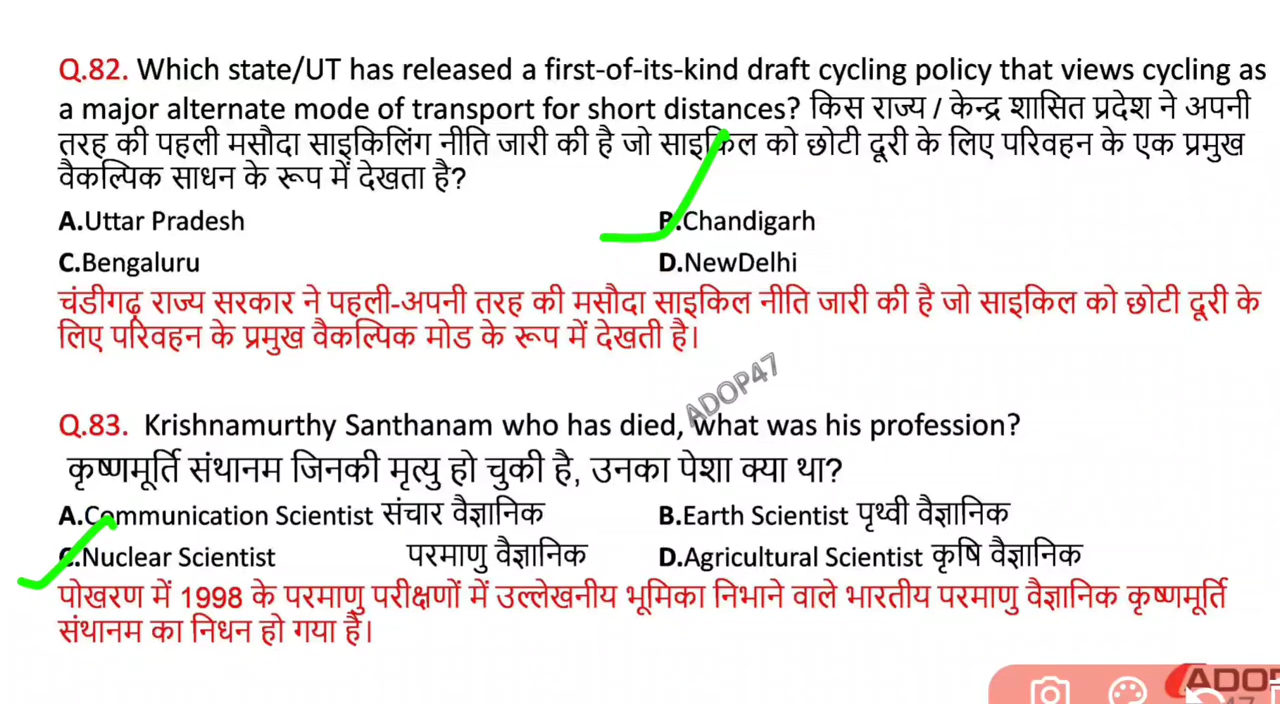 Q.82. Which state/UT has released a first-of-its-kind draft cycling policy that views cycling as
a major alternate mode of transport for short distances? किस राज्य / केन्द्र शासित प्रदेश ने अपनी
तरह की पहली मसौदा साइकिलिंग नीति जारी की है जो साइकिल को छोटी दूरी के लिए परिवहन के एक प्रमुख
वैकल्पिक साधन के रूप में देखता है?
A.Uttar Pradesh B.Chandigarh
C.Bengaluru D.NewDelhi
चंडीगढ़ राज्य सरकार ने पहली-अपनी तरह की मसौदा साइकिल नीति जारी की है जो साइकिल को छोटी दूरी के
लिए परिवहन के प्रमुख वैकल्पिक मोड के रूप में देखती है।
ADOP47
Q.83. Krishnamurthy Santhanam who has died, what was his profession?
कृष्णमूर्ति संथानम जिनकी मृत्यु हो चुकी है, उनका पेशा क्या था?
A.Communication Scientist संचार वैज्ञानिक B.Earth Scientist पृथ्वी वैज्ञानिक
C.Nuclear Scientist परमाणु वैज्ञानिक D.Agricultural Scientist कृषि वैज्ञानिक
पोखरण में 1998 के परमाणु परीक्षणों में उल्लेखनीय भूमिका निभाने वाले भारतीय परमाणु वैज्ञानिक कृष्णमूर्ति
संथानम का निधन हो गया है।